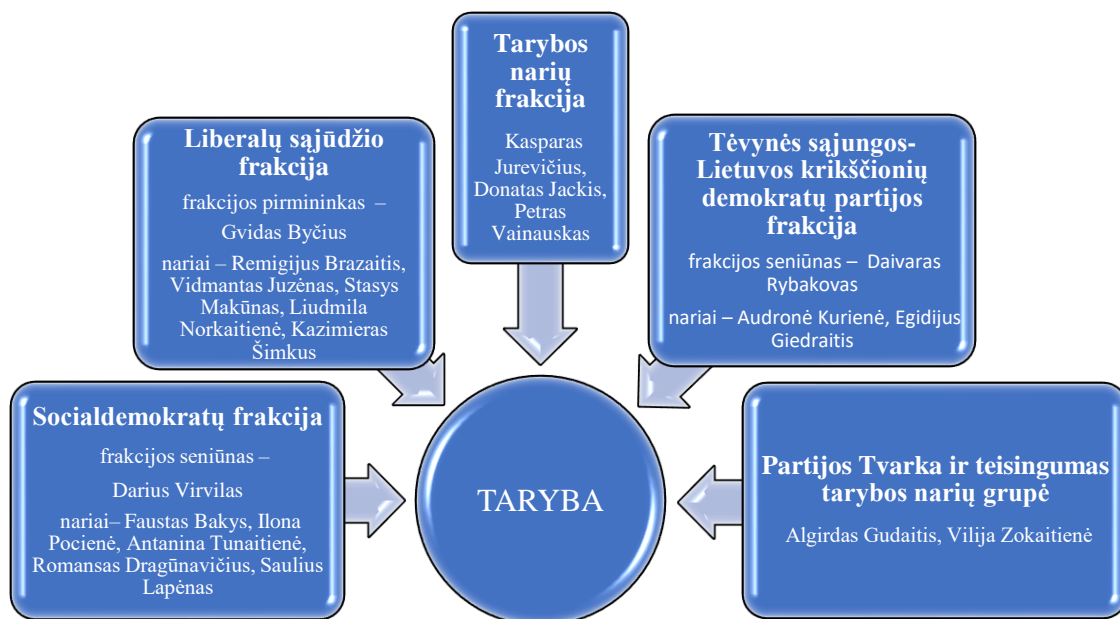 Tarybos
narių
frakcija
Kasparas
Jurevičius,
Donatas Jackis,
Petras
Vainauskas
Liberalų sąjūdžio
frakcija
frakcijos pirmininkas –
Gvidas Byčius
nariai – Remigijus Brazaitis,
Vidmantas Juzėnas, Stasys
Makūnas, Liudmila
Norkaitienė, Kazimieras
Šimkus
Tėvynės sąjungos-
Lietuvos krikščionių
demokratų partijos
frakcija
frakcijos seniūnas – Daivaras
Rybakovas
nariai – Audronė Kurienė, Egidijus
Giedraitis
Socialdemokratų frakcija
frakcijos seniūnas –
Darius Virvilas
nariai– Faustas Bakys, Ilona
Pocienė, Antanina Tunaitienė,
Romansas Dragūnavičius, Saulius
Lapėnas
TARYBA
Partijos Tvarka ir teisingumas
tarybos narių grupė
Algirdas Gudaitis, Vilija Zokaitienė